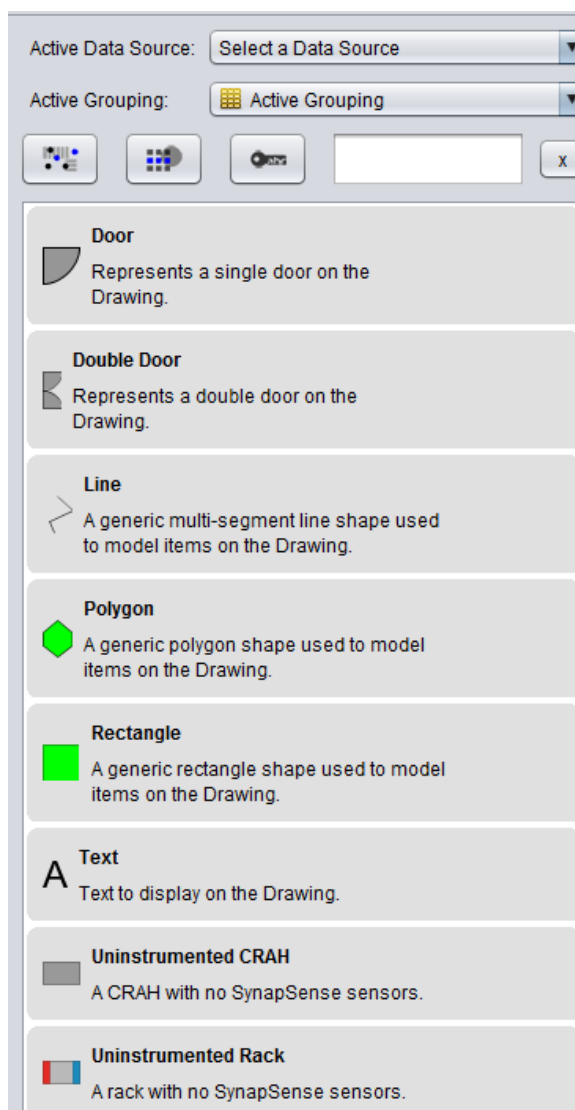 Active Data Source: Select a Data Source
Active Grouping: Active Grouping
abc
x
Door
Represents a single door on the
Drawing.
Double Door
Represents a double door on the
Drawing.
Line
A generic multi-segment line shape used
to model items on the Drawing.
Polygon
A generic polygon shape used to model
items on the Drawing.
Rectangle
A generic rectangle shape used to model
items on the Drawing.
A
Text
Text to display on the Drawing.
Uninstrumented CRAH
A CRAH with no SynapSense sensors.
Uninstrumented Rack
A rack with no SynapSense sensors.